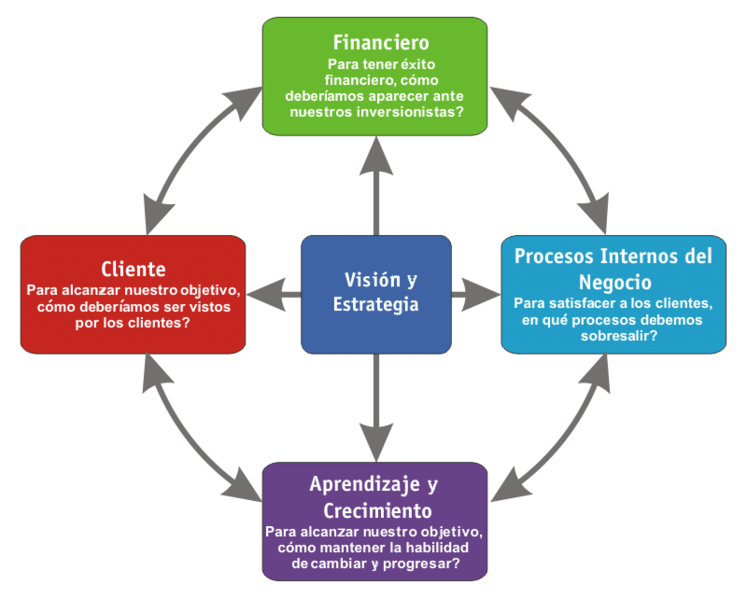 Financiero
Para tener éxito
financiero, cómo
deberíamos aparecer ante
nuestros inversionistas?
Cliente
Para alcanzar nuestro objetivo,
cómo deberíamos ser vistos
por los clientes?
Visión y
Estrategia
Procesos Internos del
Negocio
Para satisfacer a los clientes,
en qué procesos debemos
sobresalir?
Aprendizaje y
Crecimiento
Para alcanzar nuestro objetivo,
cómo mantener la habilidad
de cambiar y progresar?